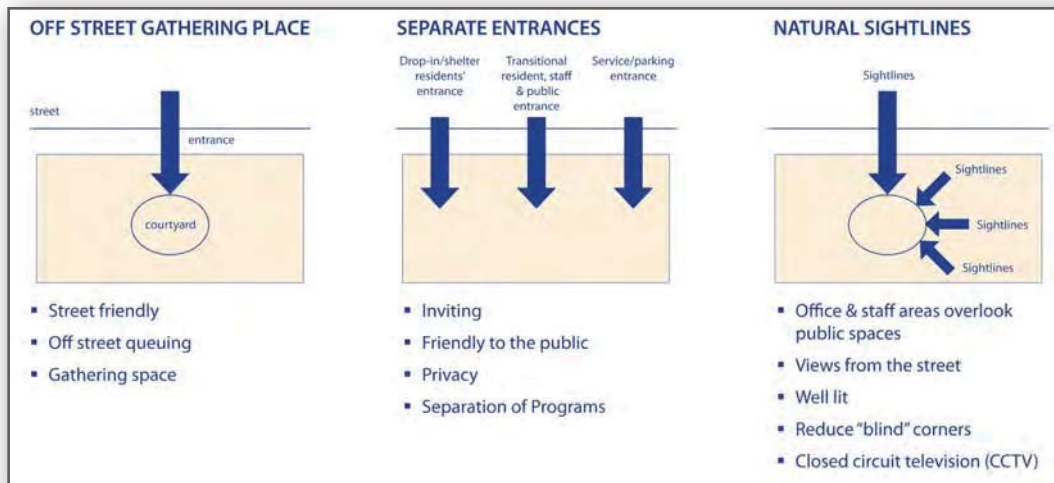 OFF STREET GATHERING PLACE
street
entrance
courtyard
▪ Street friendly
▪ Off street queuing
▪ Gathering space
SEPARATE ENTRANCES
Drop-in/shelter
residents'
entrance
Transitional
resident, staff
& public
entrance
Service/parking
entrance
▪ Inviting
▪ Friendly to the public
▪ Privacy
▪ Separation of Programs
NATURAL SIGHTLINES
Sightlines
Sightlines
Sightlines
Sightlines
▪ Office & staff areas overlook
public spaces
▪ Views from the street
▪ Well lit
▪ Reduce "blind" corners
▪ Closed circuit television (CCTV)